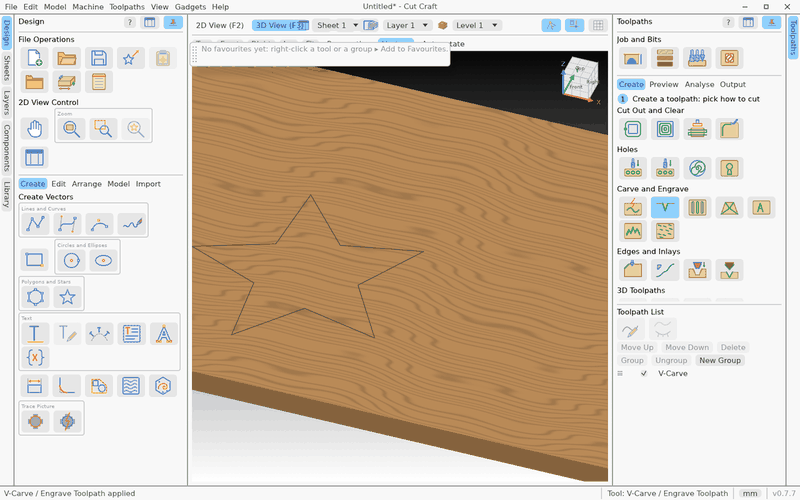 File Edit Model Machine Toolpaths View Gadgets Help
Untitled* - Cut Craft
Design
Sheets
Layers
Components
Library
Design
File Operations
2D View Control
Zoom
Create Edit Arrange Model Import
Create Vectors
Lines and Curves
Circles and Ellipses
Polygons and Stars
Text
Trace Picture
2D View (F2) 3D View (F3) Sheet 1 Layer 1 Level 1
No favourites yet: right-click a tool or a group ▸ Add to Favourites.
Z
Front
X
Toolpaths
Job and Bits
Create Preview Analyse Output
1 Create a toolpath: pick how to cut
Cut Out and Clear
Holes
Carve and Engrave
Edges and Inlays
3D Toolpaths
Toolpath List
Move Up Move Down Delete
Group Ungroup New Group
V-Carve
Toolpaths
V-Carve / Engrave Toolpath applied
Tool: V-Carve / Engrave Toolpath mm v0.7.7